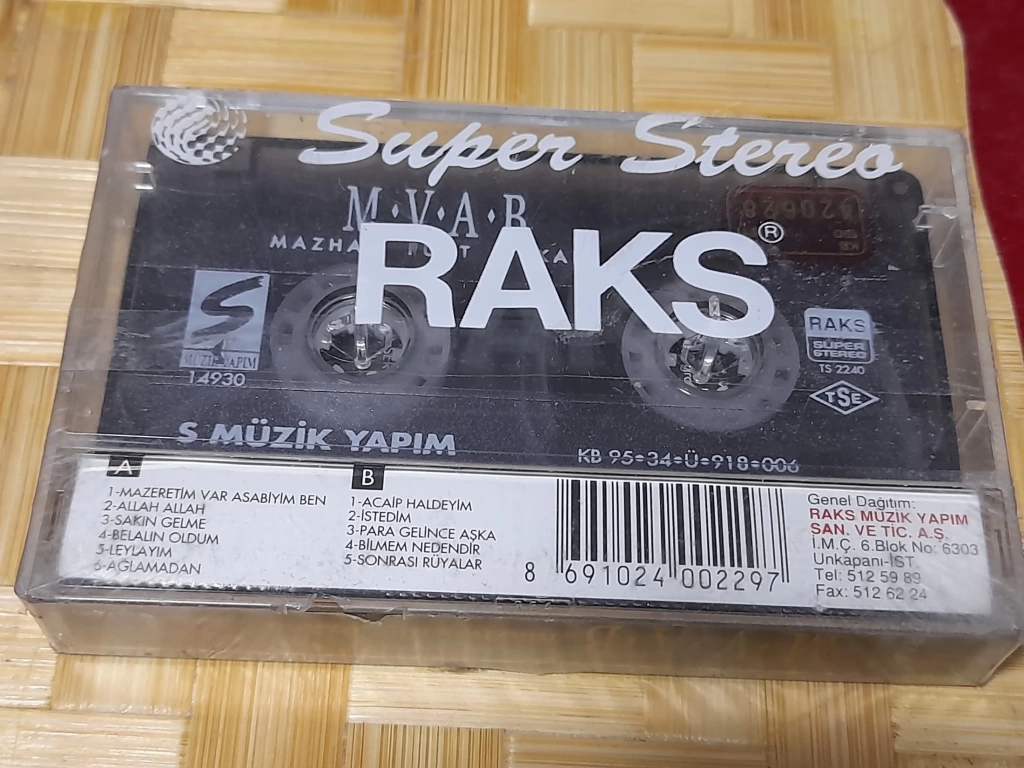 Super Stereo
M·V·A·B
MAZHA
RAKS®
S
MÜZİK YAPIM
14930
RAKS
SÜPER
STEREO
TS 2240
TSE
S MÜZİK YAPIM
KB 95-34-Ü-918-006
A
1-MAZERETİM VAR ASABİYİM BEN
2-ALLAH ALLAH
3-SAKIN GELME
4-BELALIN OLDUM
5-LEYLAYIM
6-AĞLAMADAN
B
1-ACAİP HALDEYİM
2-İSTEDİM
3-PARA GELİNCE AŞKA
4-BİLMEM NEDENDİR
5-SONRASI RÜYALAR
8 691024 002297
Genel Dağıtım:
RAKS MÜZİK YAPIM
SAN. VE TİC. A.Ş.
İ.M.Ç. 6.Blok No: 6303
Unkapanı-İST.
Tel: 512 59 89
Fax: 512 62 24